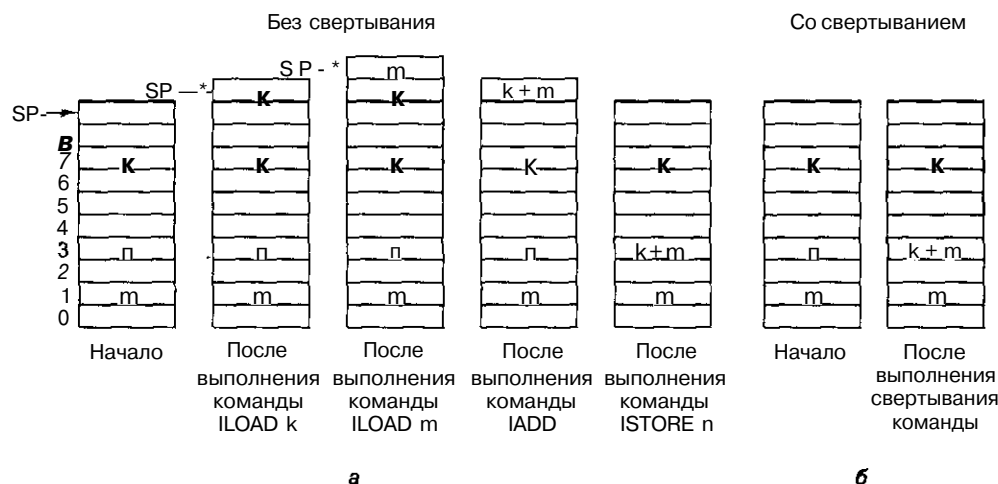 Без свертывания
Со свертыванием
SP-
SP —*-
SP-*
m
K
K
k + m
B
7
6
5
4
3
2
1
0
K
K
K
K
K
K
K
п
п
п
п
k+m
п
k + m
m
m
m
m
m
m
m
Начало
После
выполнения
команды
ILOAD k
После
выполнения
команды
ILOAD m
После
выполнения
команды
IADD
После
выполнения
команды
ISTORE n
Начало
После
выполнения
свертывания
команды
а
б